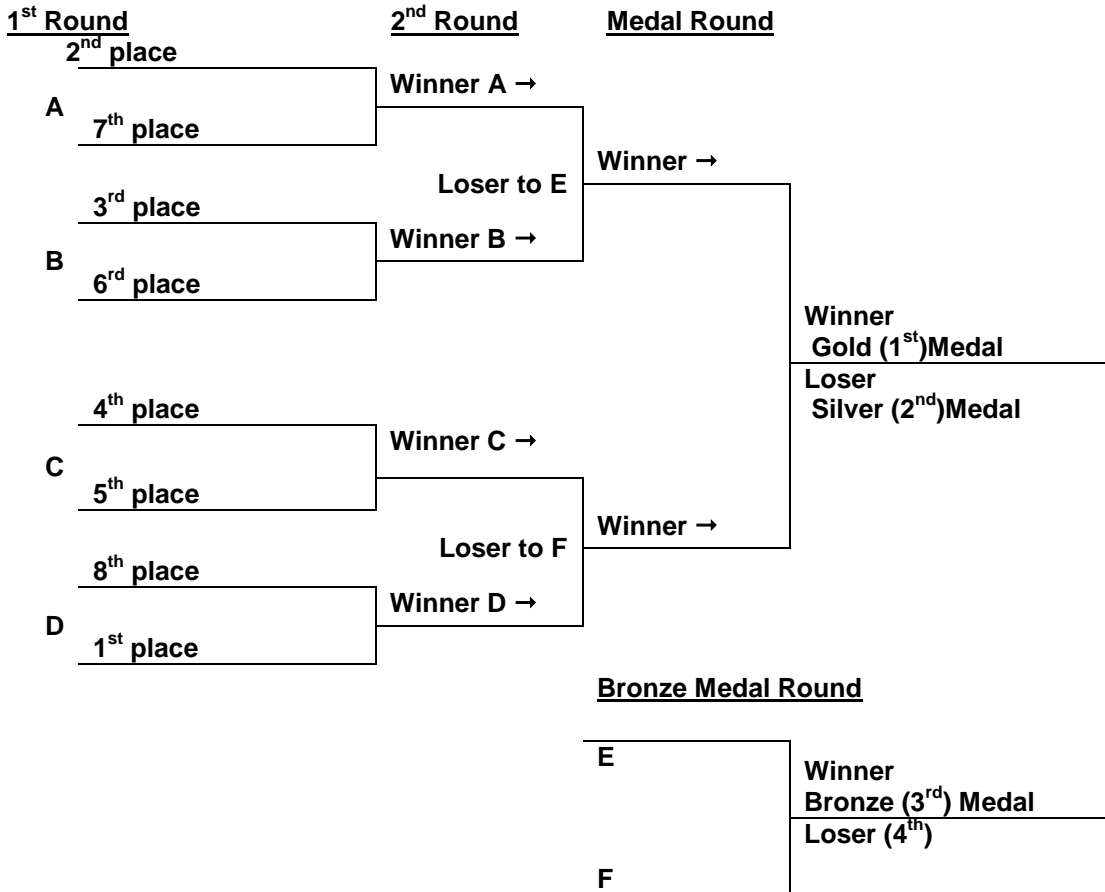 1st Round
2nd Round
Medal Round
2nd place
Winner A →
A
7th place
Winner →
Loser to E
3rd place
Winner B →
B
6rd place
Winner
Gold (1st)Medal
Loser
Silver (2nd)Medal
4th place
Winner C →
C
5th place
Winner →
Loser to F
8th place
Winner D →
D
1st place
Bronze Medal Round
E
Winner
Bronze (3rd) Medal
Loser (4th)
F